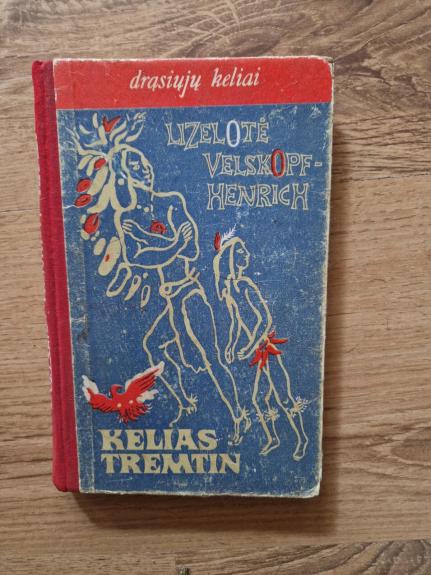 drąsiųjų keliai
LIZELOTĖ
VELSKOPF-
HENRICH
KELIAS
TREMTIN